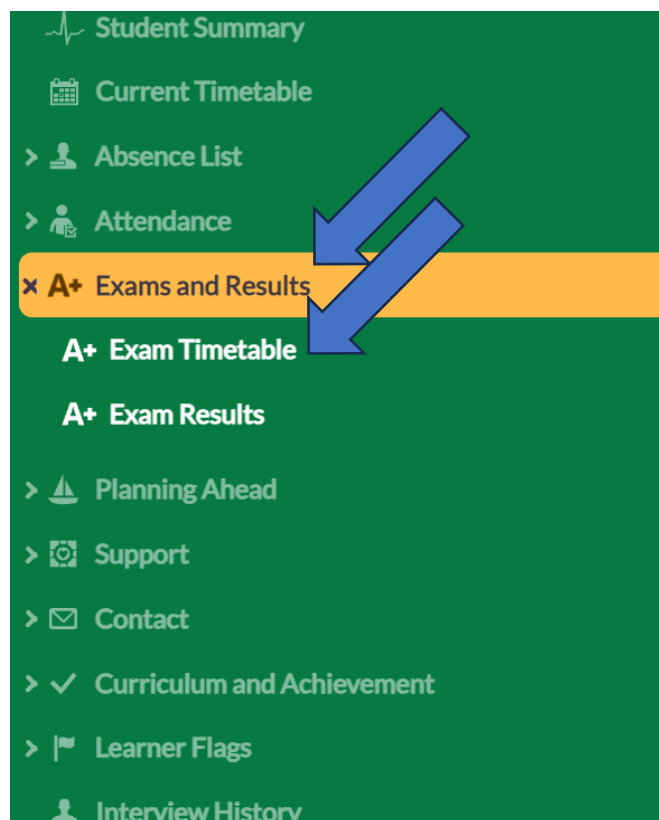 Student Summary
Current Timetable
Absence List
Attendance
A+ Exams and Results
A+ Exam Timetable
A+ Exam Results
Planning Ahead
Support
Contact
Curriculum and Achievement
Learner Flags
Interview History